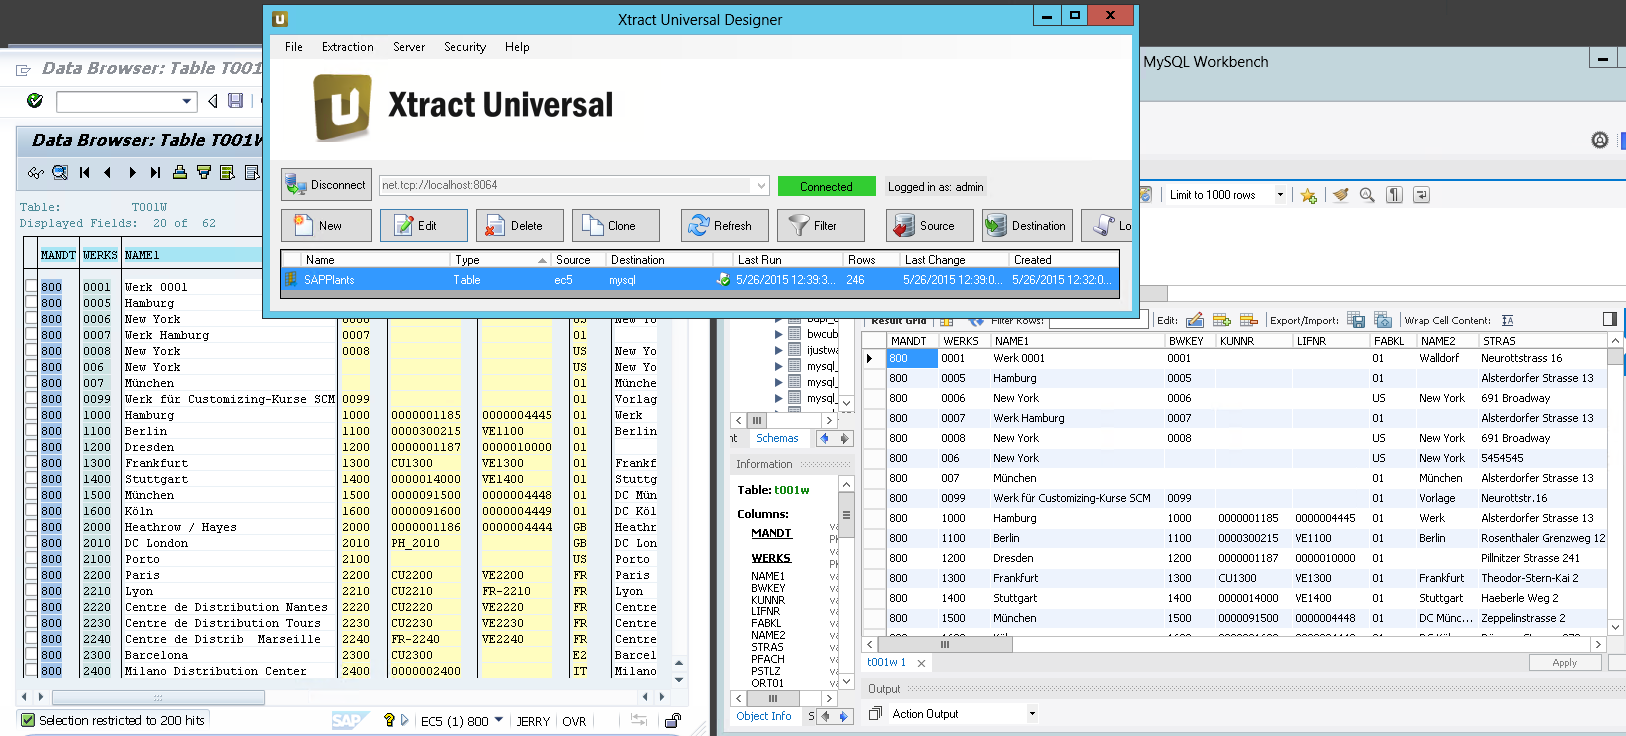 Xtract Universal Designer
File Extraction Server Security Help
Xtract Universal
Disconnect net.tcp://localhost:8064 Connected Logged in as: admin
New Edit Delete Clone Refresh Filter Source Destination Lo
Name Type Source Destination Last Run Rows Last Change Created
SAPPlants Table ec5 mysql 5/26/2015 12:39:3... 246 5/26/2015 12:39:0... 5/26/2015 12:32:0...
Data Browser: Table T001
Data Browser: Table T001W
Table: T001W
Displayed Fields: 20 of 62
MANDT WERKS NAME1
800 0001 Werk 0001
800 0005 Hamburg
800 0006 New York 0006 US New Yo
800 0007 Werk Hamburg 0007 01
800 0008 New York 0008 US New Yo
800 006 New York US New Yo
800 007 München 01 Münche
800 0099 Werk für Customizing-Kurse SCM 0099 01 Vorlag
800 1000 Hamburg 1000 0000001185 0000004445 01 Werk
800 1100 Berlin 1100 0000300215 VE1100 01 Berlin
800 1200 Dresden 1200 0000001187 0000010000 01
800 1300 Frankfurt 1300 CU1300 VE1300 01 Frankf
800 1400 Stuttgart 1400 0000014000 VE1400 01 Stuttg
800 1500 München 1500 0000091500 0000004448 01 DC Mün
800 1600 Köln 1600 0000091600 0000004449 01 DC Köl
800 2000 Heathrow / Hayes 2000 0000001186 0000004444 GB Heathr
800 2010 DC London 2010 PH_2010 GB DC Lon
800 2100 Porto 2100 US Porto
800 2200 Paris 2200 CU2200 VE2200 FR Paris
800 2210 Lyon 2210 CU2210 FR-2210 FR Lyon
800 2220 Centre de Distribution Nantes 2220 CU2220 VE2220 FR Centre
800 2230 Centre de Distribution Tours 2230 CU2230 VE2230 FR Centre
800 2240 Centre de Distrib Marseille 2240 FR-2240 VE2240 FR Centre
800 2300 Barcelona 2300 CU2300 E2 Barcel
800 2400 Milano Distribution Center 2400 0000002400 IT Milano
Selection restricted to 200 hits SAP EC5 (1) 800 JERRY OVR
MySQL Workbench
Limit to 1000 rows
Result Grid Filter Rows: Edit: Export/Import: Wrap Cell Content: IA
bwcub
ijustwa
mysql_
mysql_
mysql_
nt Schemas
Information
Table: t001w
Columns:
MANDT
WERKS
NAME1
BWKEY
KUNNR
LIFNR
FABKL
NAME2
STRAS
PFACH
PSTLZ
ORT01
Object Info S
MANDT WERKS NAME1 BWKEY KUNNR LIFNR FABKL NAME2 STRAS
800 0001 Werk 0001 0001 01 Walldorf Neurottstrass 16
800 0005 Hamburg 0005 01 Alsterdorfer Strasse 13
800 0006 New York 0006 US New York 691 Broadway
800 0007 Werk Hamburg 0007 01 Alsterdorfer Strasse 13
800 0008 New York 0008 US New York 691 Broadway
800 006 New York US New York 5454545
800 007 München 01 München Alsterdorfer Strasse 13
800 0099 Werk für Customizing-Kurse SCM 0099 01 Vorlage Neurottstr.16
800 1000 Hamburg 1000 0000001185 0000004445 01 Werk Alsterdorfer Strasse 13
800 1100 Berlin 1100 0000300215 VE1100 01 Berlin Rosenthaler Grenzweg 12
800 1200 Dresden 1200 0000001187 0000010000 01 Pillnitzer Strasse 241
800 1300 Frankfurt 1300 CU1300 VE1300 01 Frankfurt Theodor-Stern-Kai 2
800 1400 Stuttgart 1400 0000014000 VE1400 01 Stuttgart Haeberle Weg 2
800 1500 München 1500 0000091500 0000004448 01 DC Münc... Zeppelinstrasse 2
t001w 1 Apply
Output
Action Output